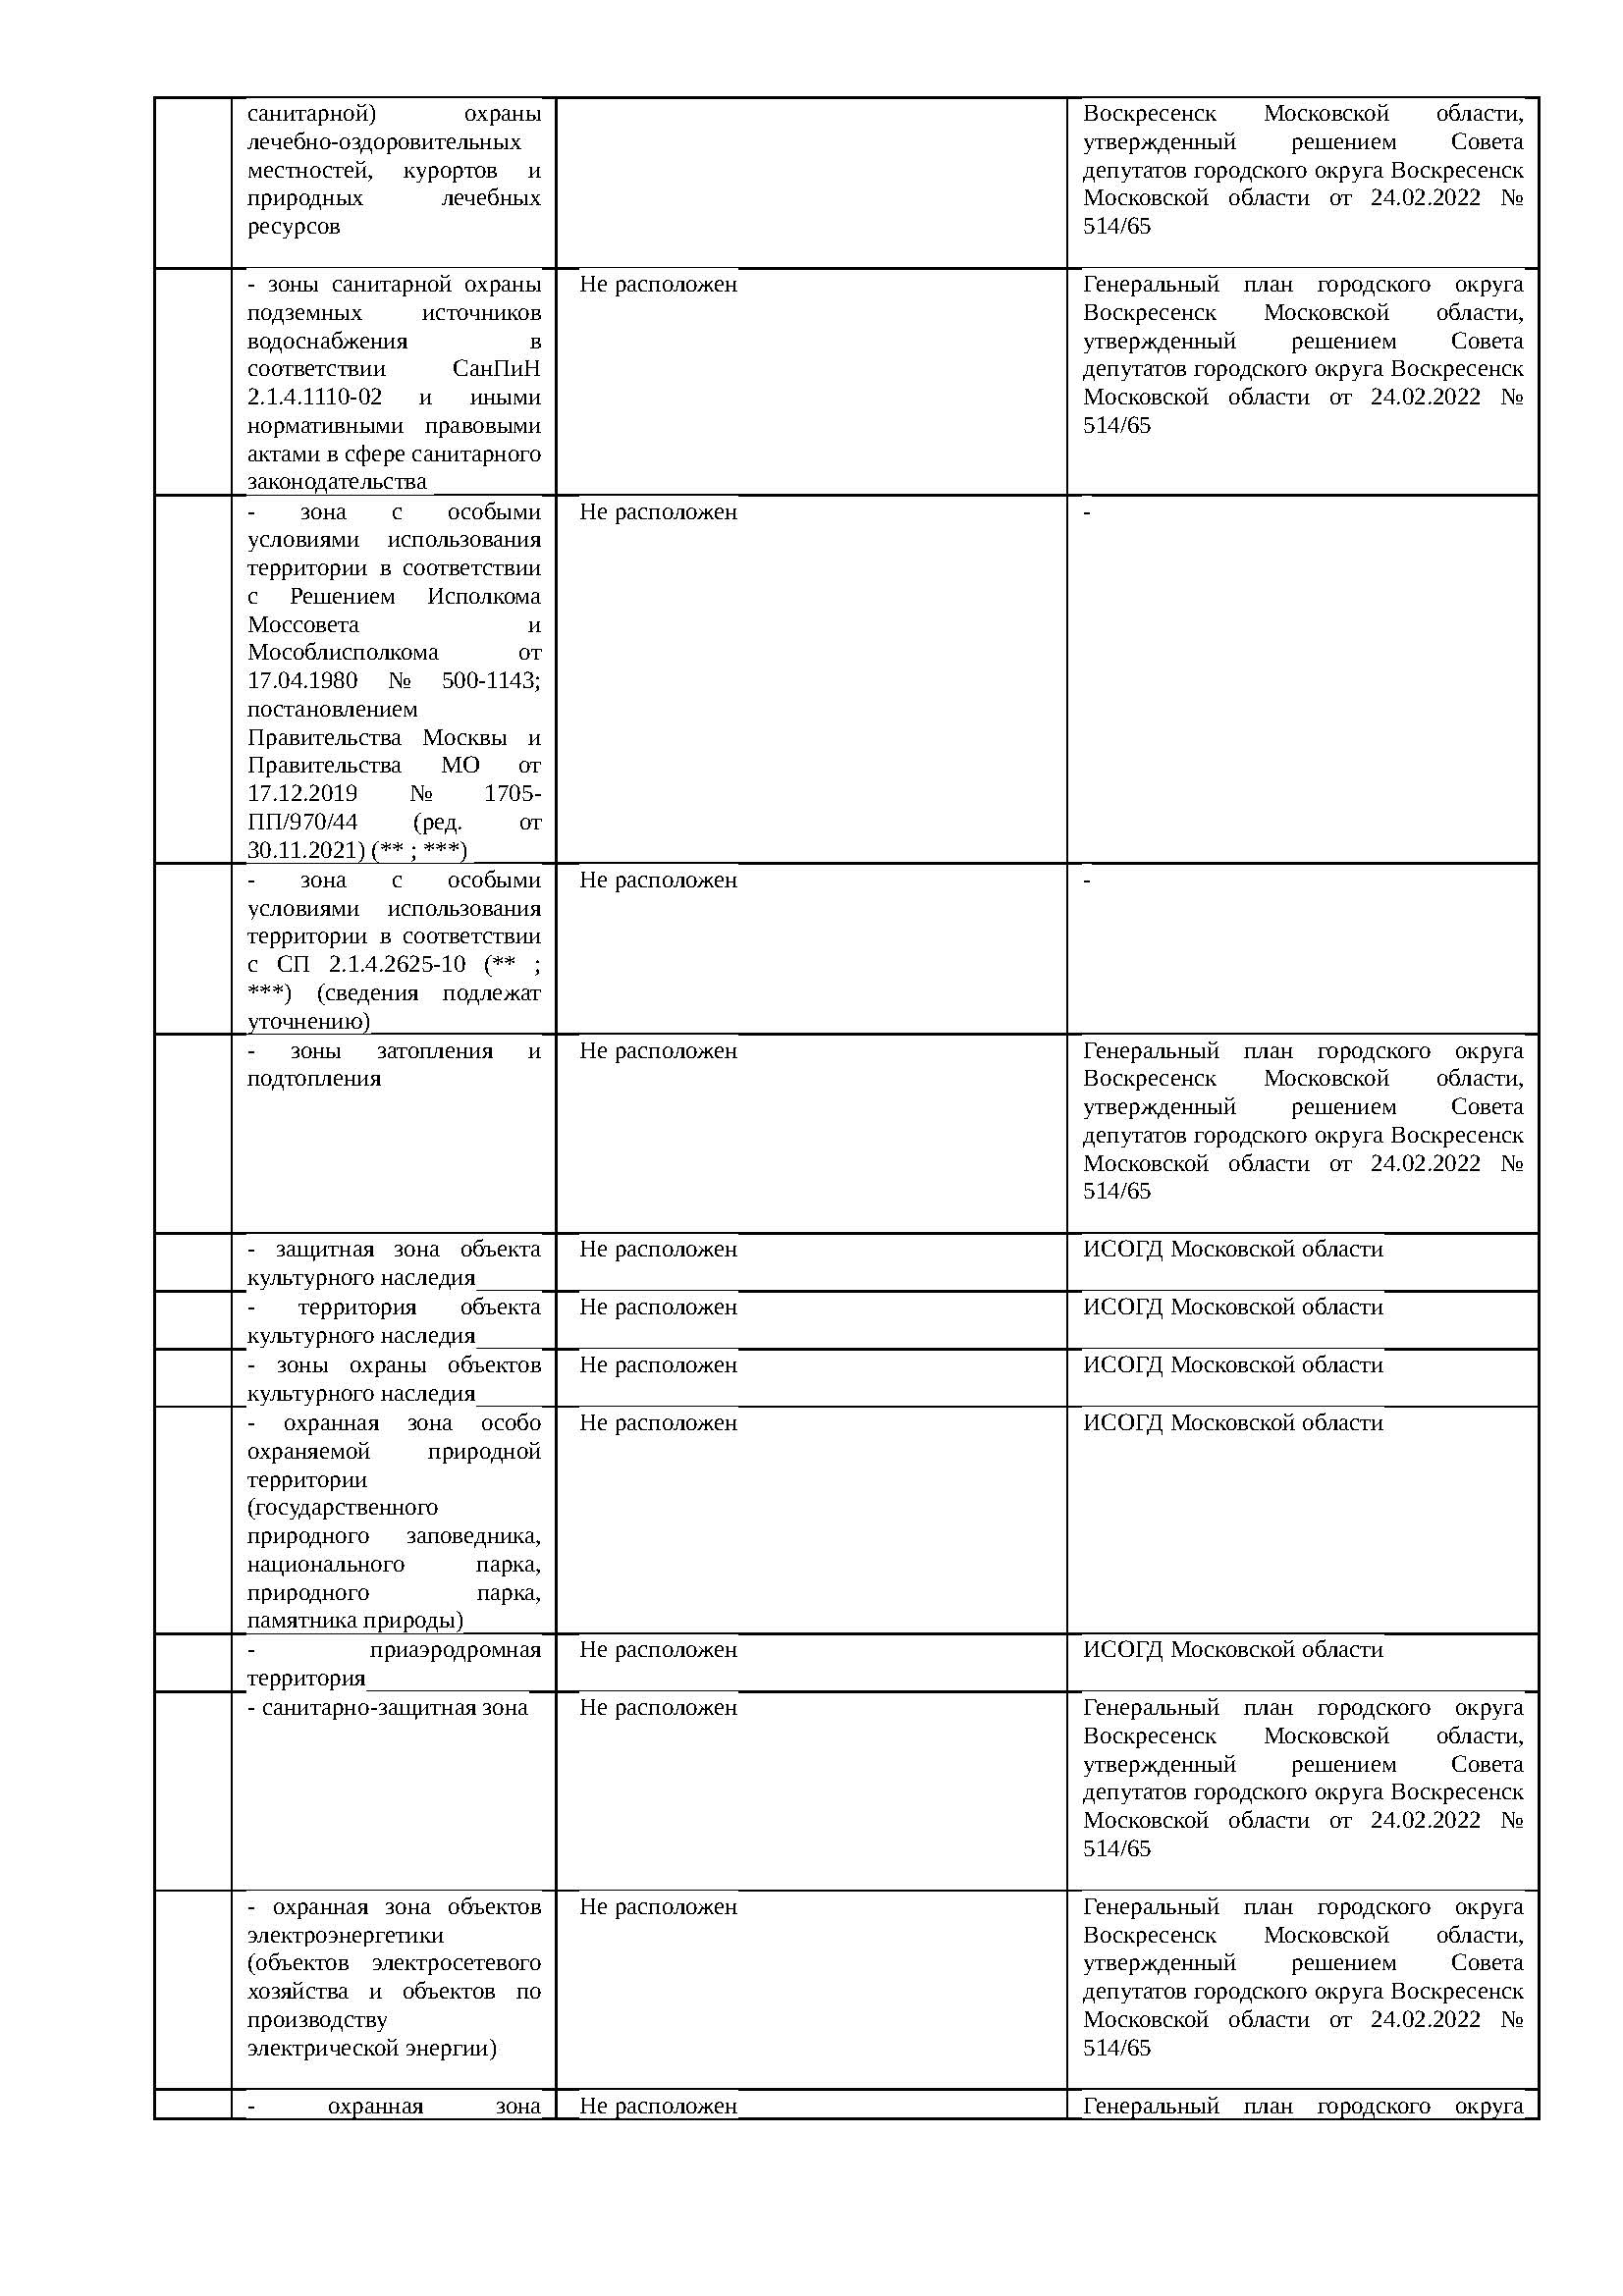 санитарной) охраны
лечебно-оздоровительных
местностей, курортов и
природных лечебных
ресурсов
Воскресенск Московской области,
утвержденный решением Совета
депутатов городского округа Воскресенск
Московской области от 24.02.2022 №
514/65
- зоны санитарной охраны
подземных источников
водоснабжения в
соответствии СанПиН
2.1.4.1110-02 и иными
нормативными правовыми
актами в сфере санитарного
законодательства
Не расположен
Генеральный план городского округа
Воскресенск Московской области,
утвержденный решением Совета
депутатов городского округа Воскресенск
Московской области от 24.02.2022 №
514/65
- зона с особыми
условиями использования
территории в соответствии
с Решением Исполкома
Моссовета и
Мособлисполкома от
17.04.1980 № 500-1143;
постановлением
Правительства Москвы и
Правительства МО от
17.12.2019 № 1705-
ПП/970/44 (ред. от
30.11.2021) (** ; ***)
Не расположен
-
- зона с особыми
условиями использования
территории в соответствии
с СП 2.1.4.2625-10 (** ;
***) (сведения подлежат
уточнению)
Не расположен
-
- зоны затопления и
подтопления
Не расположен
Генеральный план городского округа
Воскресенск Московской области,
утвержденный решением Совета
депутатов городского округа Воскресенск
Московской области от 24.02.2022 №
514/65
- защитная зона объекта
культурного наследия
Не расположен
ИСОГД Московской области
- территория объекта
культурного наследия
Не расположен
ИСОГД Московской области
- зоны охраны объектов
культурного наследия
Не расположен
ИСОГД Московской области
- охранная зона особо
охраняемой природной
территории
(государственного
природного заповедника,
национального парка,
природного парка,
памятника природы)
Не расположен
ИСОГД Московской области
- приаэродромная
территория
Не расположен
ИСОГД Московской области
- санитарно-защитная зона
Не расположен
Генеральный план городского округа
Воскресенск Московской области,
утвержденный решением Совета
депутатов городского округа Воскресенск
Московской области от 24.02.2022 №
514/65
- охранная зона объектов
электроэнергетики
(объектов электросетевого
хозяйства и объектов по
производству
электрической энергии)
Не расположен
Генеральный план городского округа
Воскресенск Московской области,
утвержденный решением Совета
депутатов городского округа Воскресенск
Московской области от 24.02.2022 №
514/65
- охранная зона
Не расположен
Генеральный план городского округа